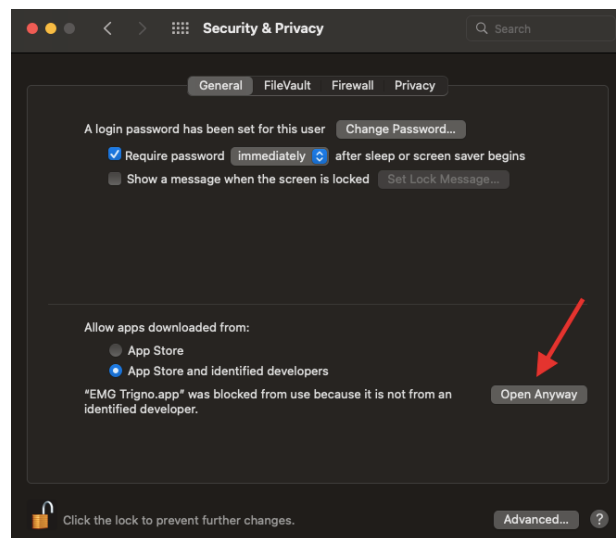 Security & Privacy
Search
General FileVault Firewall Privacy
A login password has been set for this user Change Password...
Require password immediately after sleep or screen saver begins
Show a message when the screen is locked Set Lock Message...
Allow apps downloaded from:
App Store
App Store and identified developers
“EMG Trigno.app” was blocked from use because it is not from an
identified developer.
Open Anyway
Click the lock to prevent further changes.
Advanced...
?